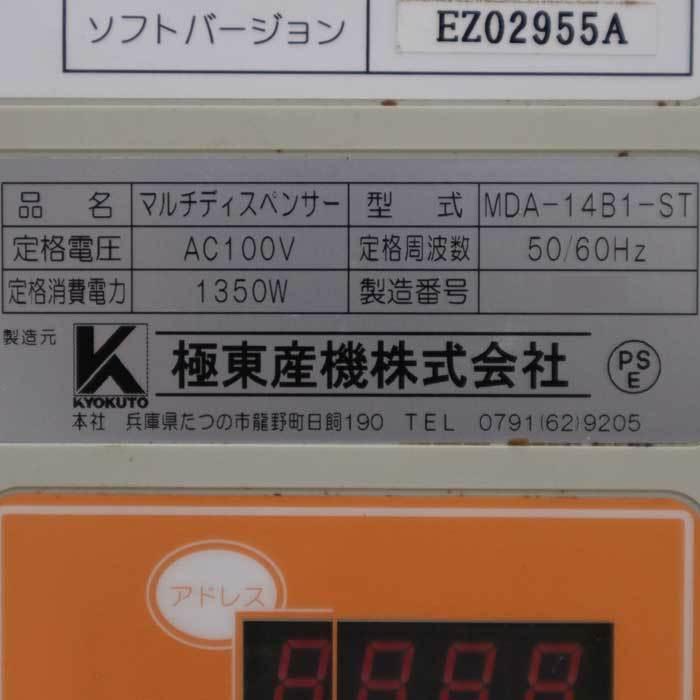 ソフトバージョン EZ02955A
品名 マルチディスペンサー 型式 MDA-14B1-ST
定格電圧 AC100V 定格周波数 50/60Hz
定格消費電力 1350W 製造番号
製造元 K 極東産機株式会社 PSE
KYOKUTO
本社 兵庫県たつの市龍野町日飼190 TEL 0791(62)9205
アドレス